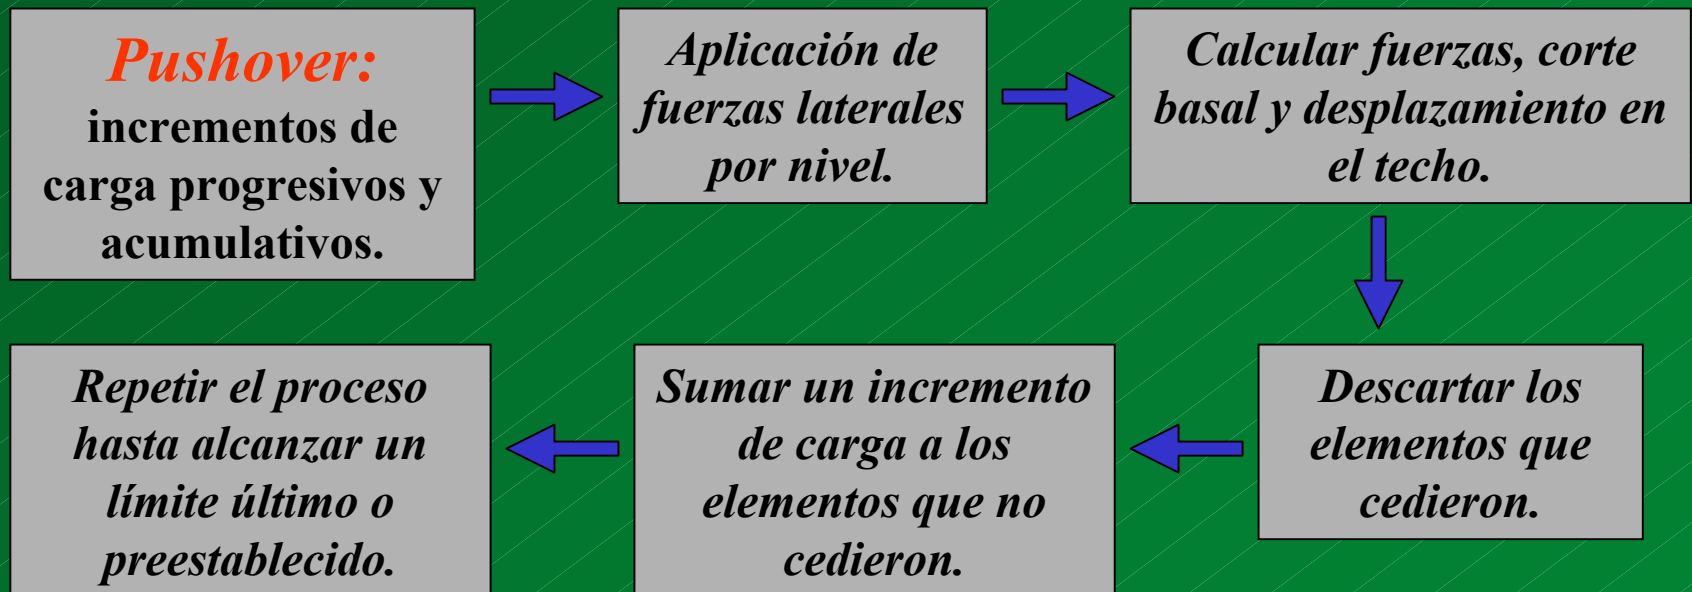 Pushover:
incrementos de
carga progresivos y
acumulativos.
Aplicación de
fuerzas laterales
por nivel.
Calcular fuerzas, corte
basal y desplazamiento en
el techo.
Descartar los
elementos que
cedieron.
Sumar un incremento
de carga a los
elementos que no
cedieron.
Repetir el proceso
hasta alcanzar un
límite último o
preestablecido.